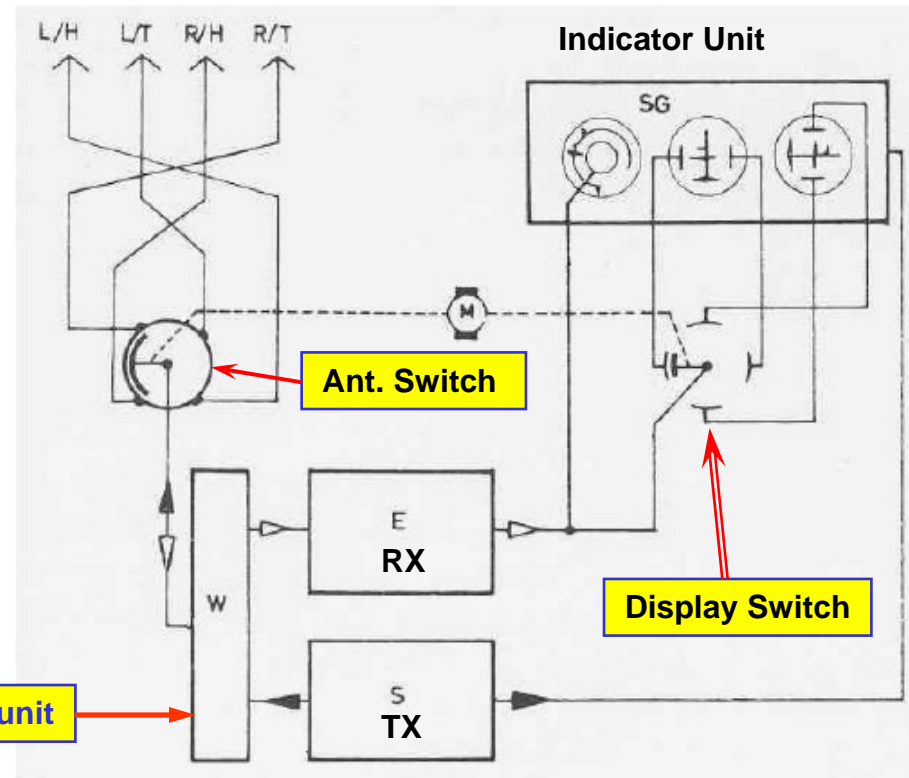 L/H L/T R/H R/T
Indicator Unit
SG
M
Ant. Switch
E
RX
W
Display Switch
S
TX
unit